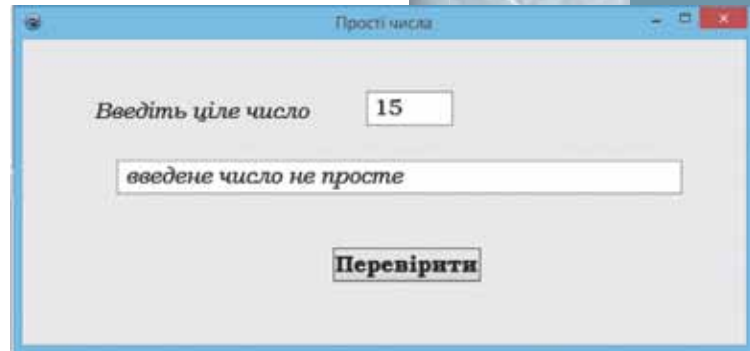 Прості числа
Введіть ціле число 15
введене число не просте
Перевірити